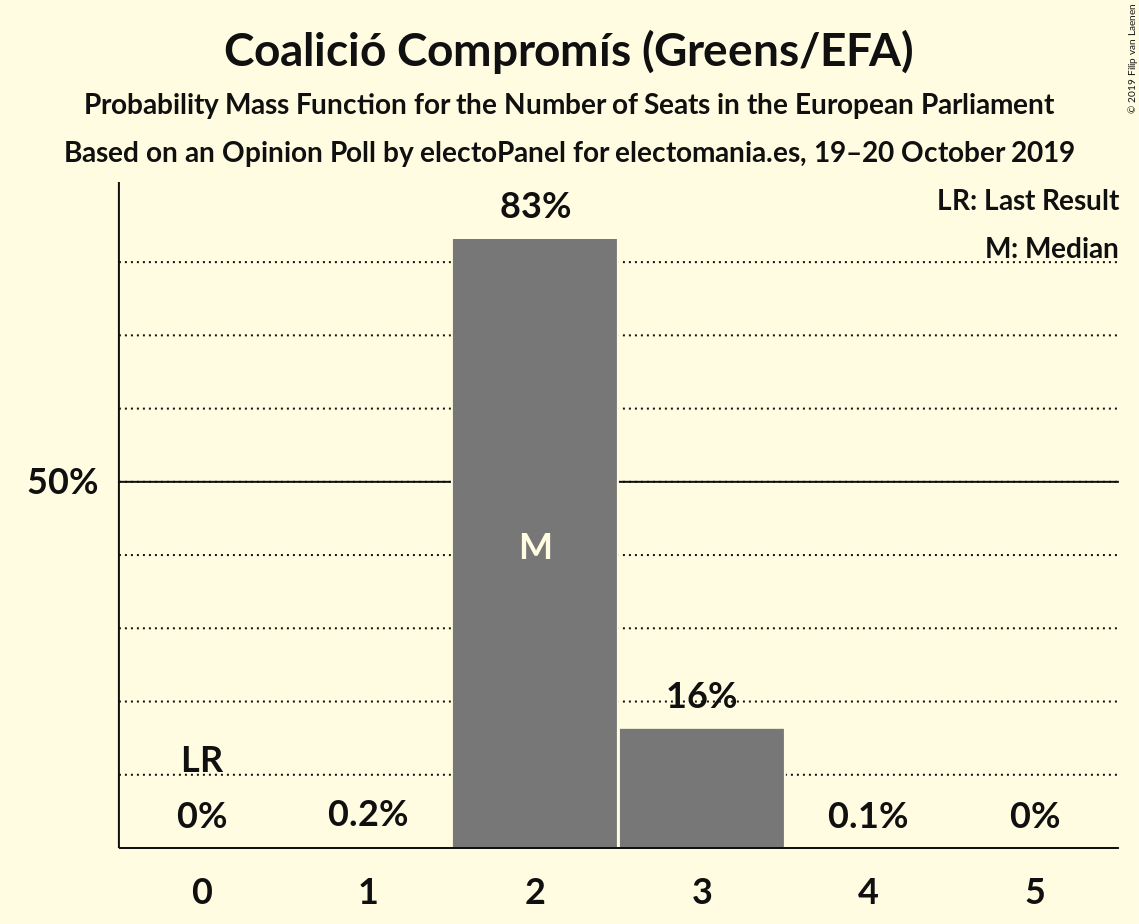 Coalició Compromís (Greens/EFA)
Probability Mass Function for the Number of Seats in the European Parliament
Based on an Opinion Poll by electoPanel for electomania.es, 19–20 October 2019
© 2019 Filip van Laenen
LR: Last Result
M: Median
83%
50%
M
16%
LR
0%
0.2%
0.1%
0%
0 1 2 3 4 5